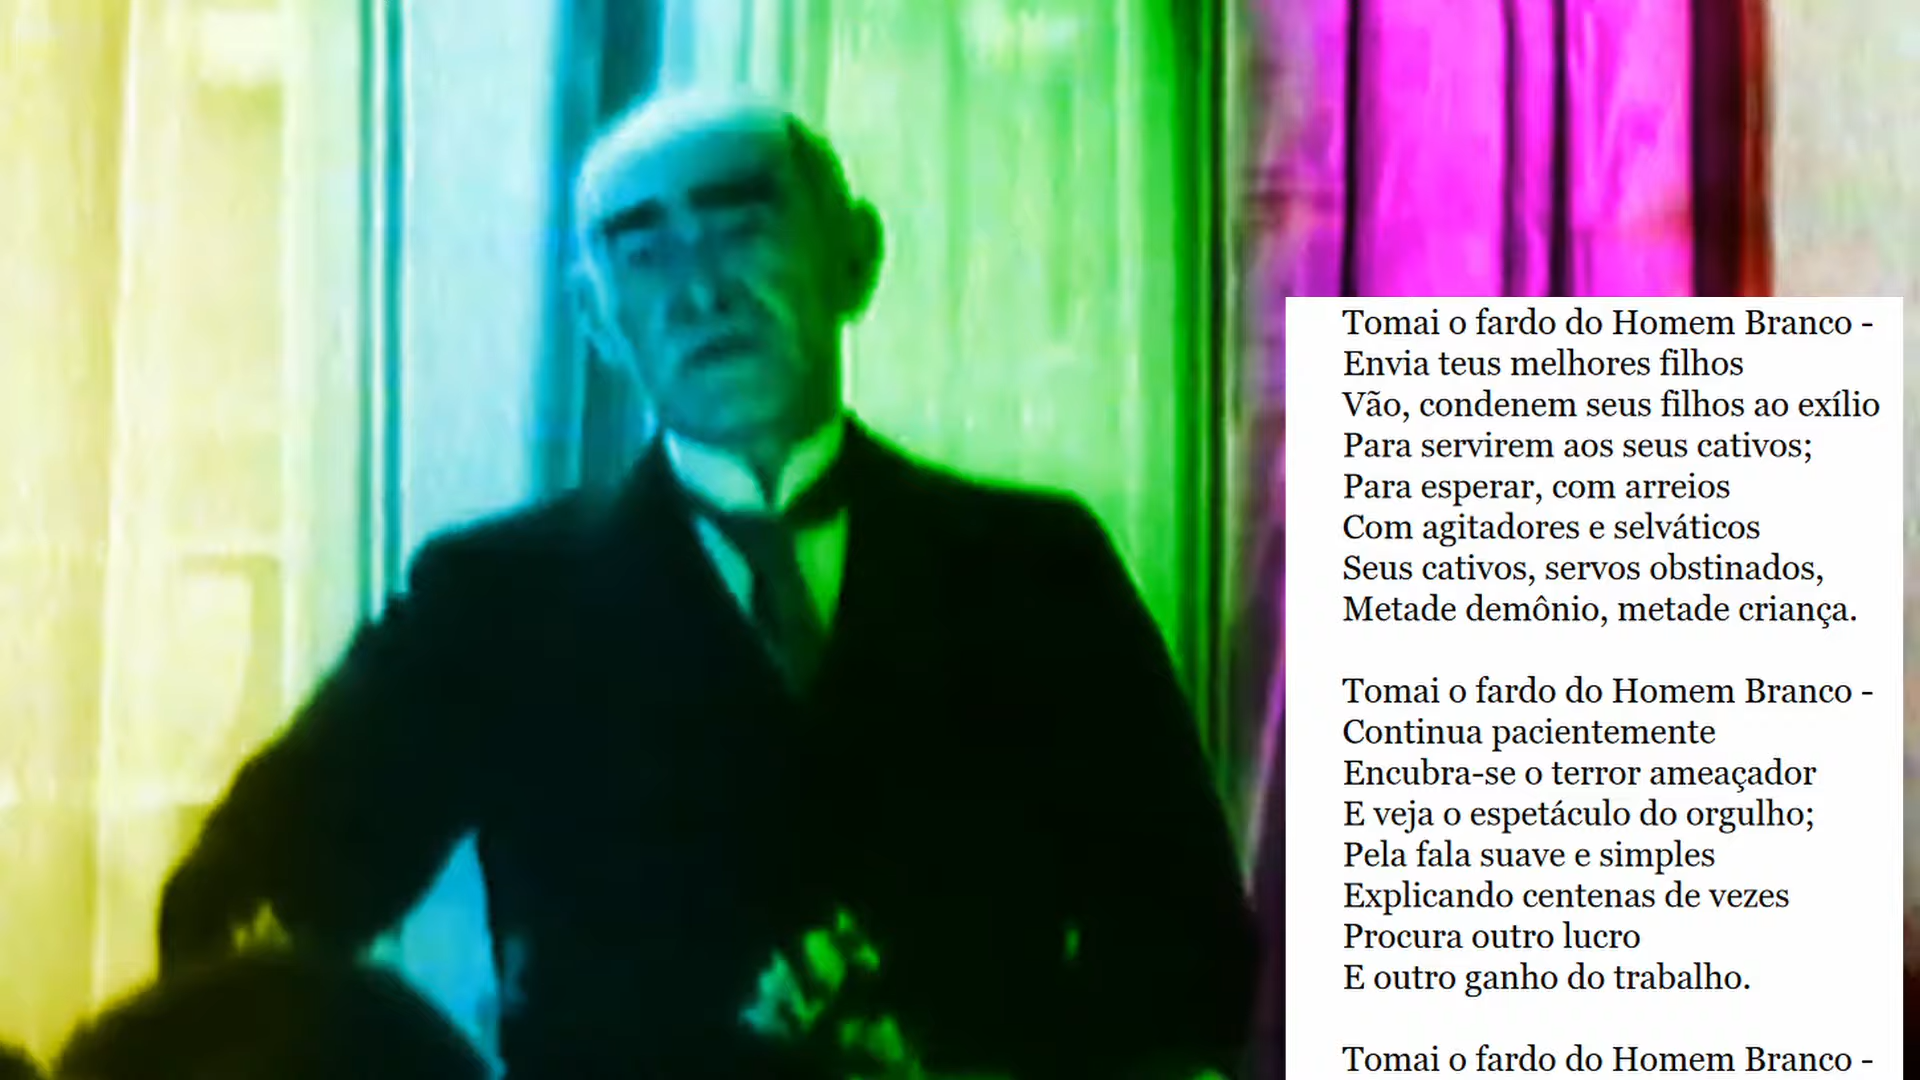 Tomai o fardo do Homem Branco -
Envia teus melhores filhos
Vão, condenem seus filhos ao exílio
Para servirem aos seus cativos;
Para esperar, com arreios
Com agitadores e selváticos
Seus cativos, servos obstinados,
Metade demônio, metade criança.
Tomai o fardo do Homem Branco -
Continua pacientemente
Encubra-se o terror ameaçador
E veja o espetáculo do orgulho;
Pela fala suave e simples
Explicando centenas de vezes
Procura outro lucro
E outro ganho do trabalho.
Tomai o fardo do Homem Branco -